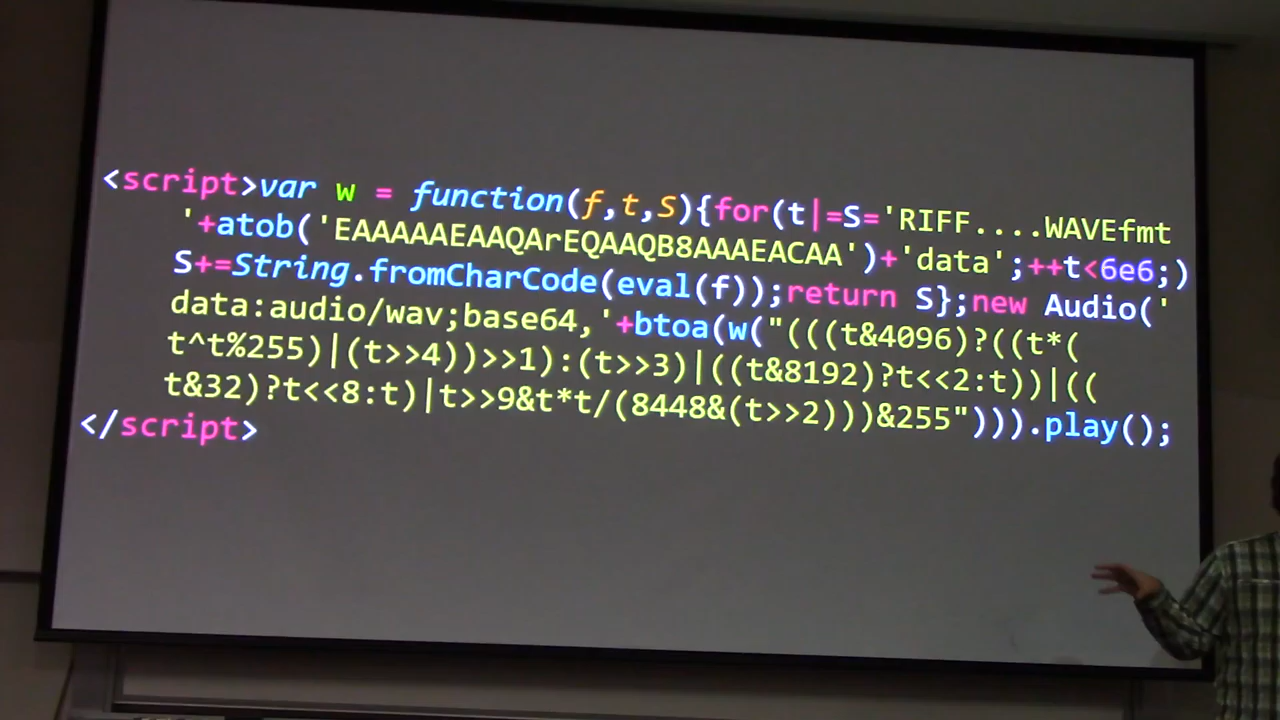 <script>var w = function(f,t,S){for(t|=S='RIFF....WAVEfmt
'+atob('EAAAAAEAAQArEQAAQB8AAAEACAA')+'data';++t<6e6;)
S+=String.fromCharCode(eval(f));return S};new Audio('
data:audio/wav;base64,'+btoa(w("(((t&4096)?((t*(
t^t%255)|(t>>4))>>1):(t>>3)|((t&8192)?t<<2:t))|((
t&32)?t<<8:t)|t>>9&t*t/(8448&(t>>2)))&255"))).play();
</script>